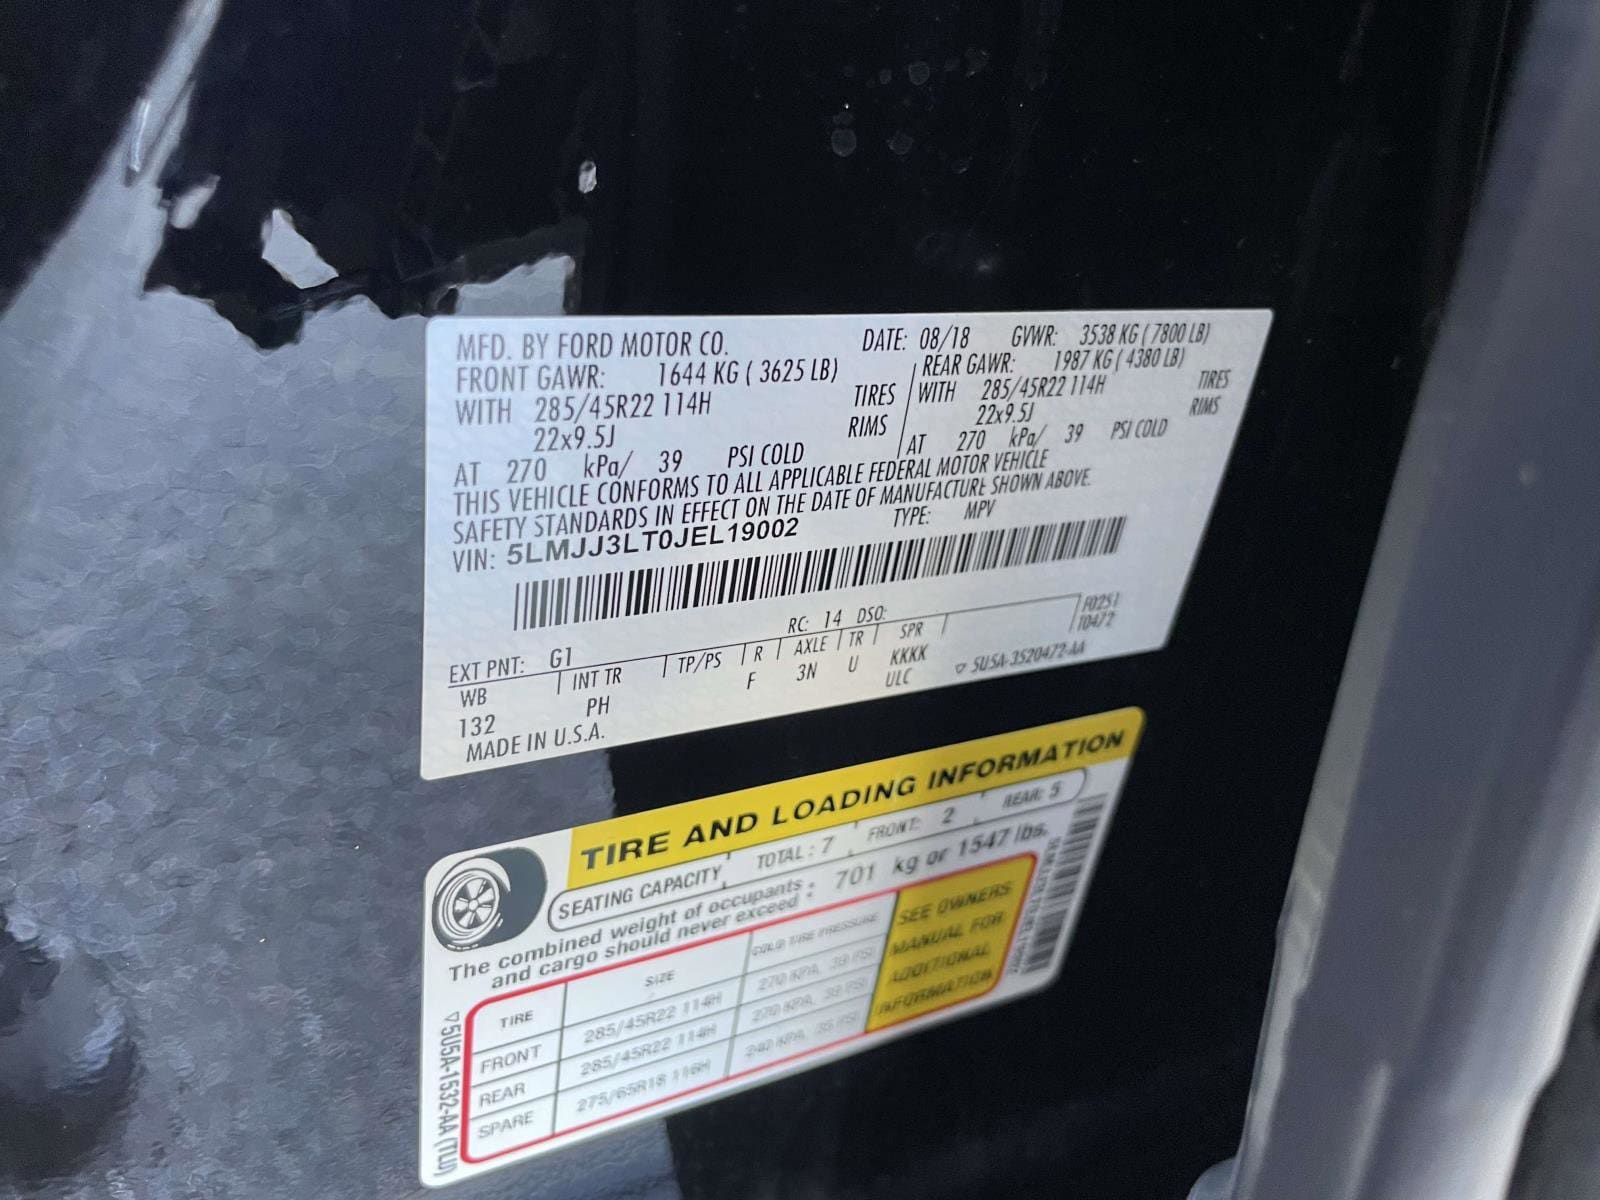 MFD. BY FORD MOTOR CO. DATE: 08/18 GVWR: 3538 KG ( 7800 LB)
FRONT GAWR: 1644 KG ( 3625 LB) REAR GAWR: 1987 KG ( 4380 LB)
WITH 285/45R22 114H TIRES WITH 285/45R22 114H TIRES
22x9.5J RIMS 22x9.5J RIMS
AT 270 kPa/ 39 PSI COLD AT 270 kPa/ 39 PSI COLD
THIS VEHICLE CONFORMS TO ALL APPLICABLE FEDERAL MOTOR VEHICLE
SAFETY STANDARDS IN EFFECT ON THE DATE OF MANUFACTURE SHOWN ABOVE.
VIN: 5LMJJ3LT0JEL19002 TYPE: MPV
EXT PNT: G1 RC: 14 DSO: F0251
WB INT TR TP/PS R AXLE TR SPR T0472
132 PH F 3N U KKKK
ULC ▽ 5U5A-3520472-AA
MADE IN U.S.A.
TIRE AND LOADING INFORMATION
SEATING CAPACITY TOTAL : 7 FRONT: 2 REAR: 5
The combined weight of occupants
and cargo should never exceed : 701 kg or 1547 lbs.
TIRE SIZE COLD TIRE PRESSURE
FRONT 285/45R22 114H 270 KPA, 39 PSI
REAR 285/45R22 114H 270 KPA, 39 PSI
SPARE 275/65R18 116H 240 KPA, 35 PSI
SEE OWNERS
MANUAL FOR
ADDITIONAL
INFORMATION
▽5U5A-1532-AA (TLU)